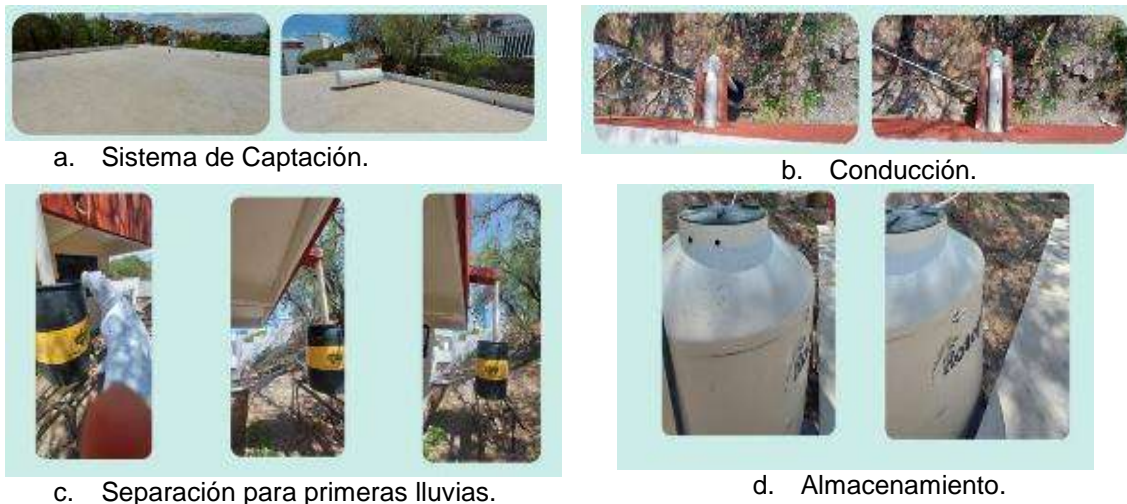 a. Sistema de Captación.
b. Conducción.
c. Separación para primeras lluvias.
d. Almacenamiento.